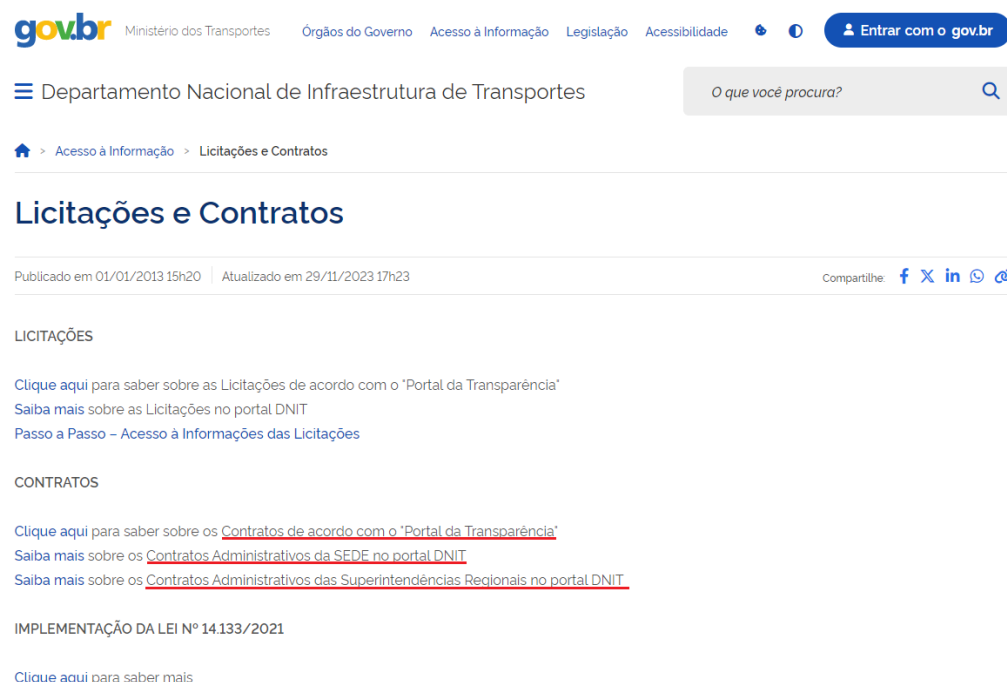 gov.br Ministério dos Transportes Órgãos do Governo Acesso à Informação Legislação Acessibilidade Entrar com o gov.br
Departamento Nacional de Infraestrutura de Transportes O que você procura?
> Acesso à Informação > Licitações e Contratos
Licitações e Contratos
Publicado em 01/01/2013 15h20 Atualizado em 29/11/2023 17h23 Compartilhe:
LICITAÇÕES
Clique aqui para saber sobre as Licitações de acordo com o "Portal da Transparência"
Saiba mais sobre as Licitações no portal DNIT
Passo a Passo – Acesso à Informações das Licitações
CONTRATOS
Clique aqui para saber sobre os Contratos de acordo com o "Portal da Transparência"
Saiba mais sobre os Contratos Administrativos da SEDE no portal DNIT
Saiba mais sobre os Contratos Administrativos das Superintendências Regionais no portal DNIT
IMPLEMENTAÇÃO DA LEI Nº 14.133/2021
Clique aqui para saber mais